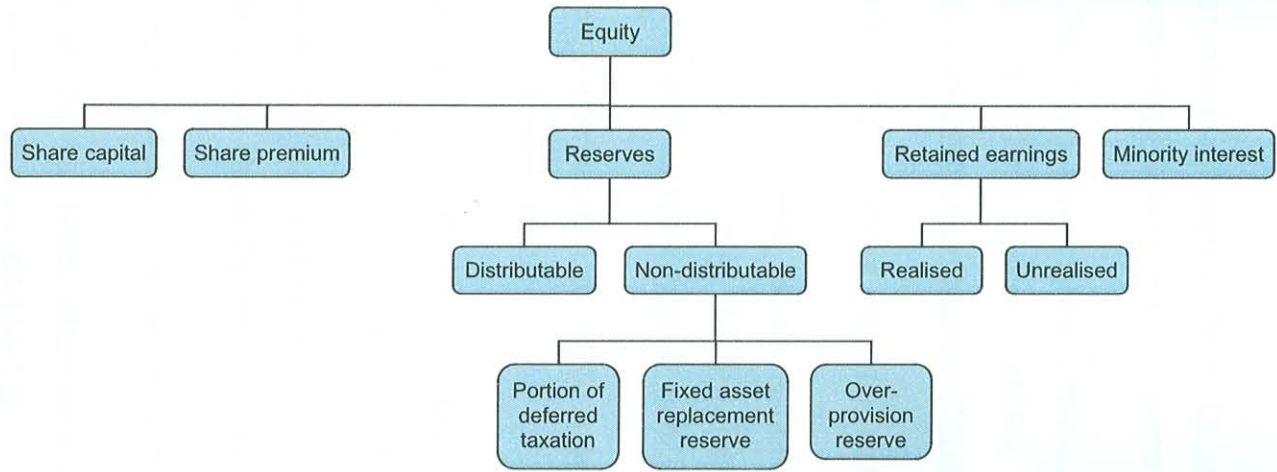 Equity
Share capital
Share premium
Reserves
Retained earnings
Minority interest
Distributable
Non-distributable
Realised
Unrealised
Portion of
deferred
taxation
Fixed asset
replacement
reserve
Over-
provision
reserve